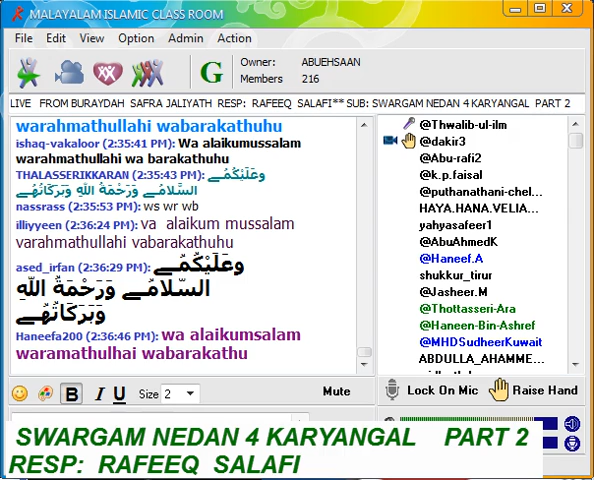 MALAYALAM ISLAMIC CLASS ROOM
File Edit View Option Admin Action
G
Owner: ABUEHSAAN
Members 216
LIVE FROM BURAYDAH SAFRA JALIYATH RESP: RAFEEQ SALAFI** SUB: SWARGAM NEDAN 4 KARYANGAL PART 2
warahmathullahi wabarakathuhu
ishaq-vakaloor (2:35:41 PM): Wa alaikumussalam
warahmathullahi wa barakathuhu
THALASSERIKKARAN (2:35:43 PM): وعَلَيْكُمُے
السَّلامُے وَرَحْمَةُ اللهِ وَبَرَكَاتُهُے
nassrass (2:35:53 PM): ws wr wb
illiyyeen (2:36:24 PM): va alaikum mussalam
varahmathullahi vabarakathuhu
ased_irfan (2:36:29 PM): وعَلَيْكُمُے
السّلامُے وَرَحْمَةُ اللهِ
وَبَرَكَاتُهُے
Haneefa200 (2:36:46 PM): wa alaikumsalam
waramathulhai wabarakathu
@Thwalib-ul-ilm
@dakir3
@Abu-rafi2
@k.p.faisal
@puthanathani-chel...
HAYA.HANA.VELIA...
yahyasafeer1
@AbuAhmedK
@Haneef.A
shukkur_tirur
@Jasheer.M
@Thottasseri-Ara
@Haneen-Bin-Ashref
@MHDSudheerKuwait
ABDULLA_AHAMME...
B I U Size 2 Mute
Lock On Mic Raise Hand
SWARGAM NEDAN 4 KARYANGAL PART 2
RESP: RAFEEQ SALAFI